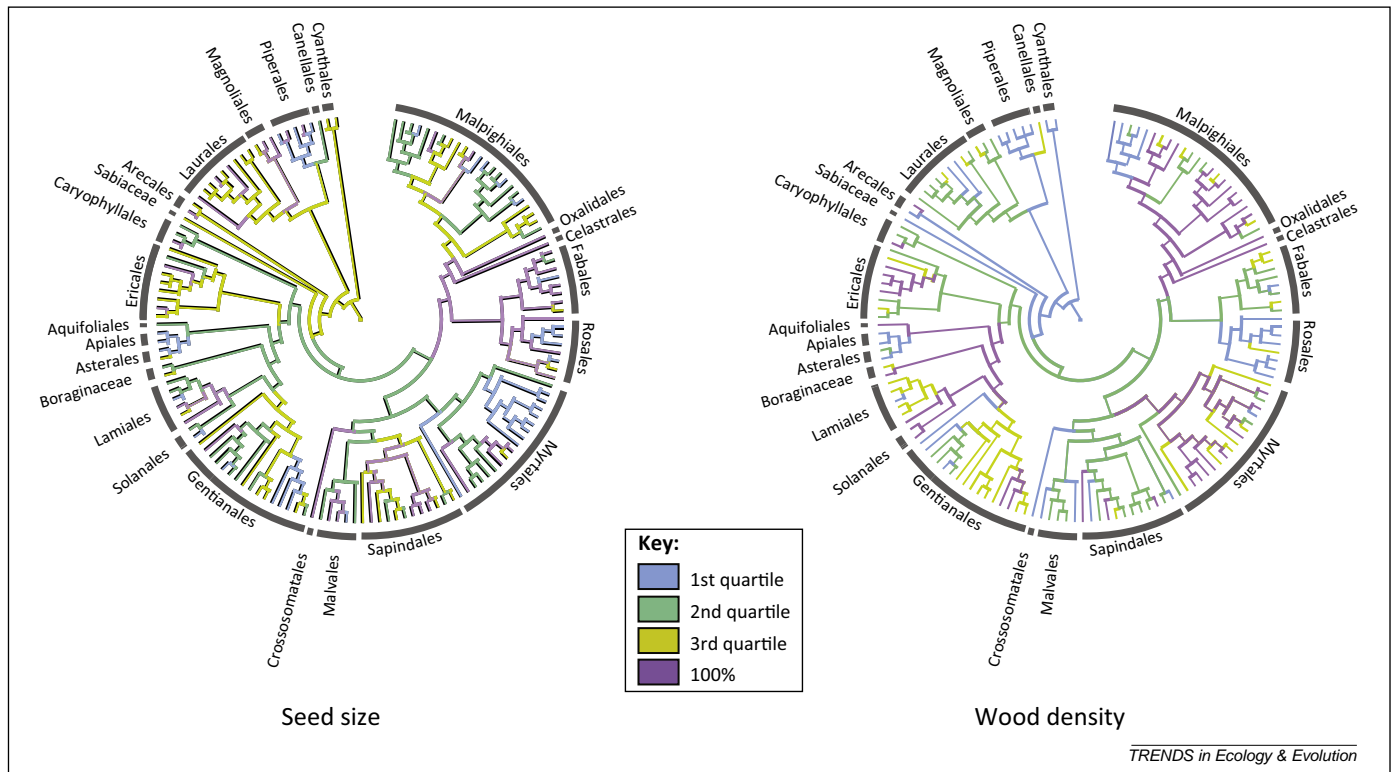 Cyanthales
Canellales
Piperales
Magnoliales
Laurales
Arecales
Sabiaceae
Caryophyllales
Ericales
Aquifoliales
Apiales
Asterales
Boraginaceae
Lamiales
Solanales
Gentianales
Crossosomatales
Malvales
Sapindales
Myrtales
Rosales
Fabales
Celastrales
Oxalidales
Malpighiales
Seed size
Key:
1st quartile
2nd quartile
3rd quartile
100%
Cyanthales
Canellales
Piperales
Magnoliales
Laurales
Arecales
Sabiaceae
Caryophyllales
Ericales
Aquifoliales
Apiales
Asterales
Boraginaceae
Lamiales
Solanales
Gentianales
Crossosomatales
Malvales
Sapindales
Myrtales
Rosales
Fabales
Celastrales
Oxalidales
Malpighiales
Wood density
TRENDS in Ecology & Evolution